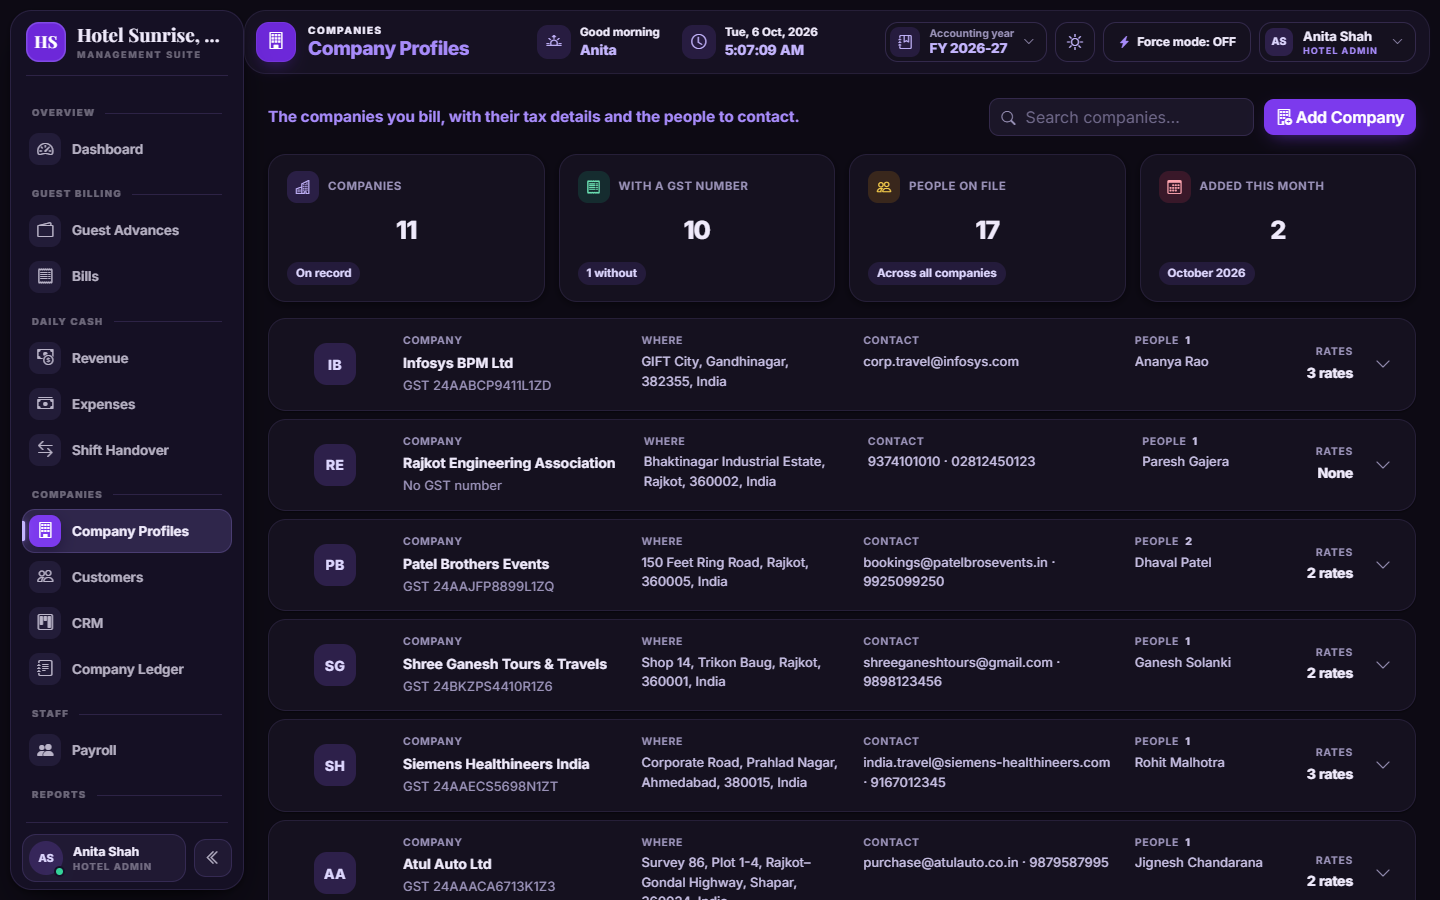 HS
Hotel Sunrise, ...
MANAGEMENT SUITE
OVERVIEW
Dashboard
GUEST BILLING
Guest Advances
Bills
DAILY CASH
Revenue
Expenses
Shift Handover
COMPANIES
Company Profiles
Customers
CRM
Company Ledger
STAFF
Payroll
REPORTS
AS
Anita Shah
HOTEL ADMIN
COMPANIES
Company Profiles
Good morning
Anita
Tue, 6 Oct, 2026
5:07:09 AM
Accounting year
FY 2026-27
Force mode: OFF
AS
Anita Shah
HOTEL ADMIN
The companies you bill, with their tax details and the people to contact.
Search companies...
Add Company
COMPANIES
11
On record
WITH A GST NUMBER
10
1 without
PEOPLE ON FILE
17
Across all companies
ADDED THIS MONTH
2
October 2026
IB
COMPANY
Infosys BPM Ltd
GST 24AABCP9411L1ZD
WHERE
GIFT City, Gandhinagar,
382355, India
CONTACT
corp.travel@infosys.com
PEOPLE 1
Ananya Rao
RATES
3 rates
RE
COMPANY
Rajkot Engineering Association
No GST number
WHERE
Bhaktinagar Industrial Estate,
Rajkot, 360002, India
CONTACT
9374101010 · 02812450123
PEOPLE 1
Paresh Gajera
RATES
None
PB
COMPANY
Patel Brothers Events
GST 24AAJFP8899L1ZQ
WHERE
150 Feet Ring Road, Rajkot,
360005, India
CONTACT
bookings@patelbrosevents.in ·
9925099250
PEOPLE 2
Dhaval Patel
RATES
2 rates
SG
COMPANY
Shree Ganesh Tours & Travels
GST 24BKZPS4410R1Z6
WHERE
Shop 14, Trikon Baug, Rajkot,
360001, India
CONTACT
shreeganeshtours@gmail.com ·
9898123456
PEOPLE 1
Ganesh Solanki
RATES
2 rates
SH
COMPANY
Siemens Healthineers India
GST 24AAECS5698N1ZT
WHERE
Corporate Road, Prahlad Nagar,
Ahmedabad, 380015, India
CONTACT
india.travel@siemens-healthineers.com
· 9167012345
PEOPLE 1
Rohit Malhotra
RATES
3 rates
AA
COMPANY
Atul Auto Ltd
GST 24AAACA6713K1Z3
WHERE
Survey 86, Plot 1-4, Rajkot–
Gondal Highway, Shapar,
CONTACT
purchase@atulauto.co.in · 9879587995
PEOPLE 1
Jignesh Chandarana
RATES
2 rates